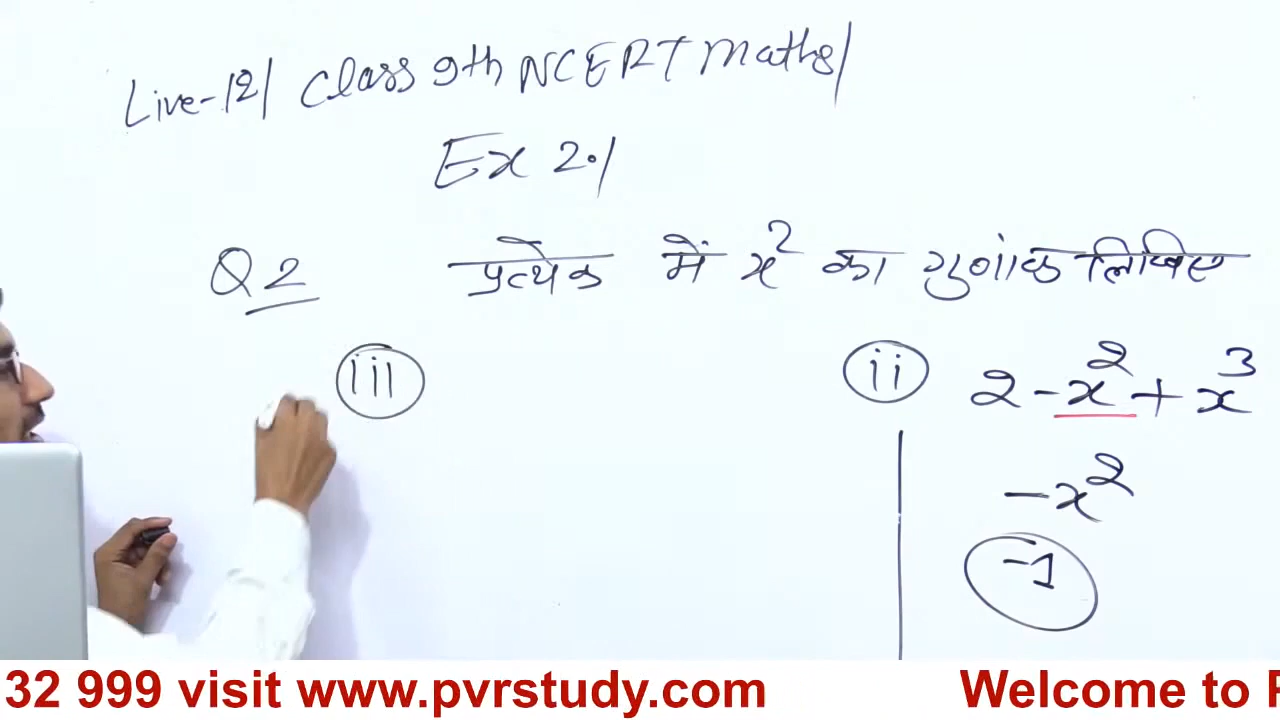 Live-12/ Class 9th NCERT Maths/
Ex 2.1
Q2 प्रत्येक में x² का गुणांक लिखिए
iii
ii 2 - x² + x³
-x²
-1
32 999 visit www.pvrstudy.com Welcome to P